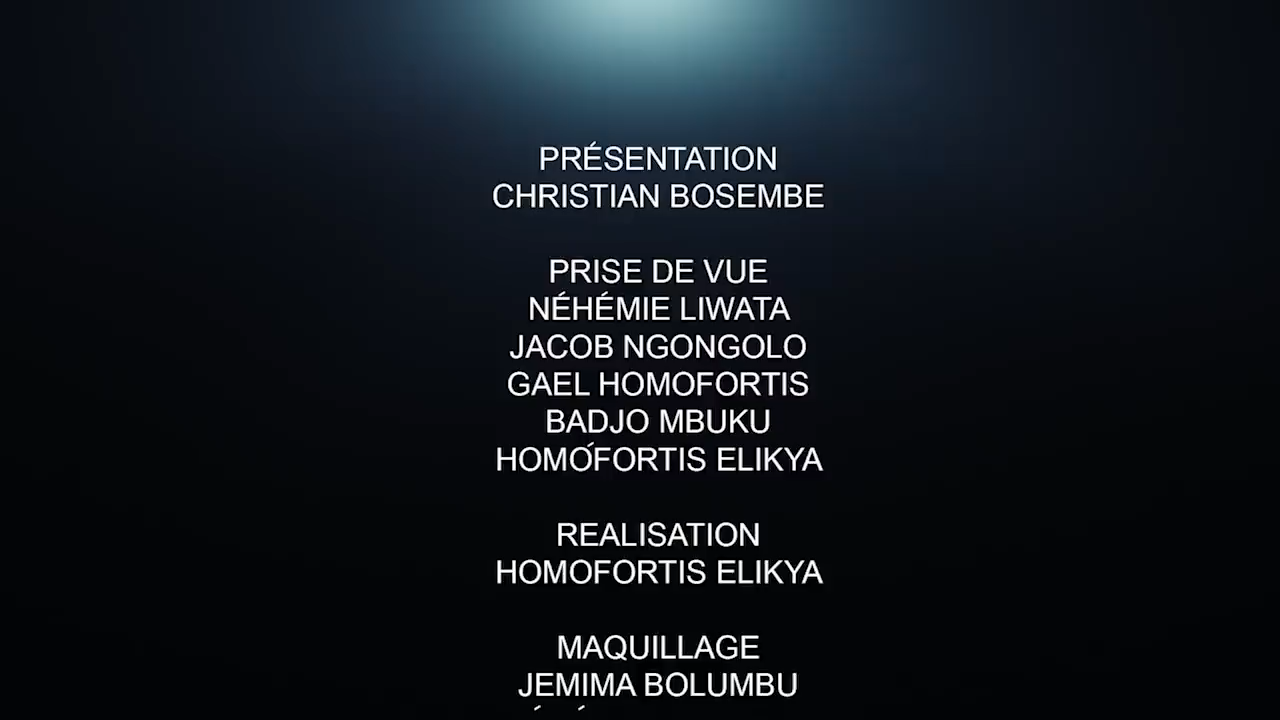 PRÉSENTATION
CHRISTIAN BOSEMBE
PRISE DE VUE
NÉHÉMIE LIWATA
JACOB NGONGOLO
GAEL HOMOFORTIS
BADJO MBUKU
HOMOFORTIS ELIKYA
REALISATION
HOMOFORTIS ELIKYA
MAQUILLAGE
JEMIMA BOLUMBU